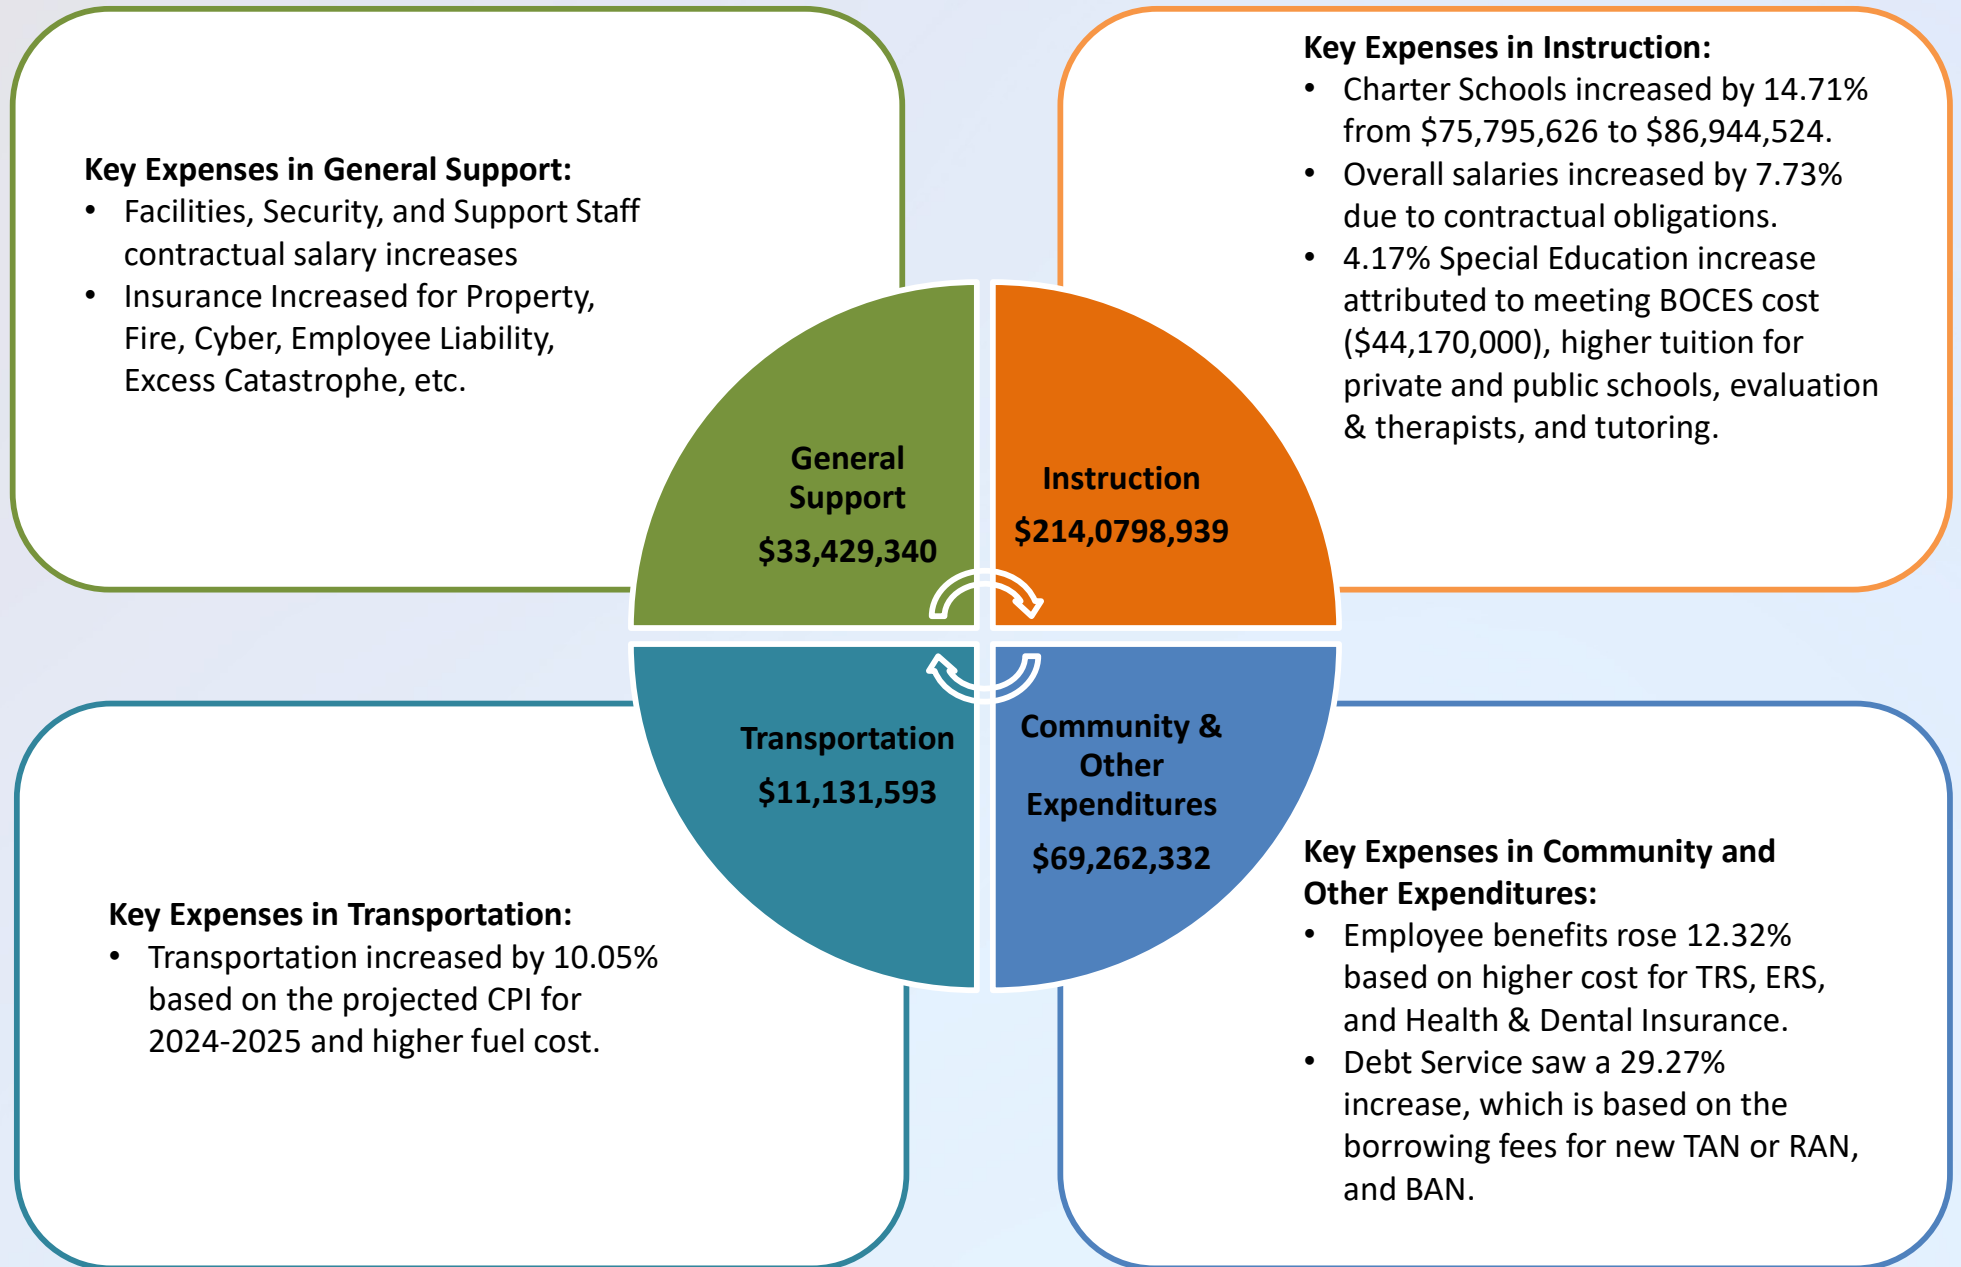 Key Expenses in General Support:
• Facilities, Security, and Support Staff
contractual salary increases
• Insurance Increased for Property,
Fire, Cyber, Employee Liability,
Excess Catastrophe, etc.
Key Expenses in Instruction:
• Charter Schools increased by 14.71%
from $75,795,626 to $86,944,524.
• Overall salaries increased by 7.73%
due to contractual obligations.
• 4.17% Special Education increase
attributed to meeting BOCES cost
($44,170,000), higher tuition for
private and public schools, evaluation
& therapists, and tutoring.
General
Support
$33,429,340
Instruction
$214,0798,939
Transportation
$11,131,593
Community &
Other
Expenditures
$69,262,332
Key Expenses in Transportation:
• Transportation increased by 10.05%
based on the projected CPI for
2024-2025 and higher fuel cost.
Key Expenses in Community and
Other Expenditures:
• Employee benefits rose 12.32%
based on higher cost for TRS, ERS,
and Health & Dental Insurance.
• Debt Service saw a 29.27%
increase, which is based on the
borrowing fees for new TAN or RAN,
and BAN.